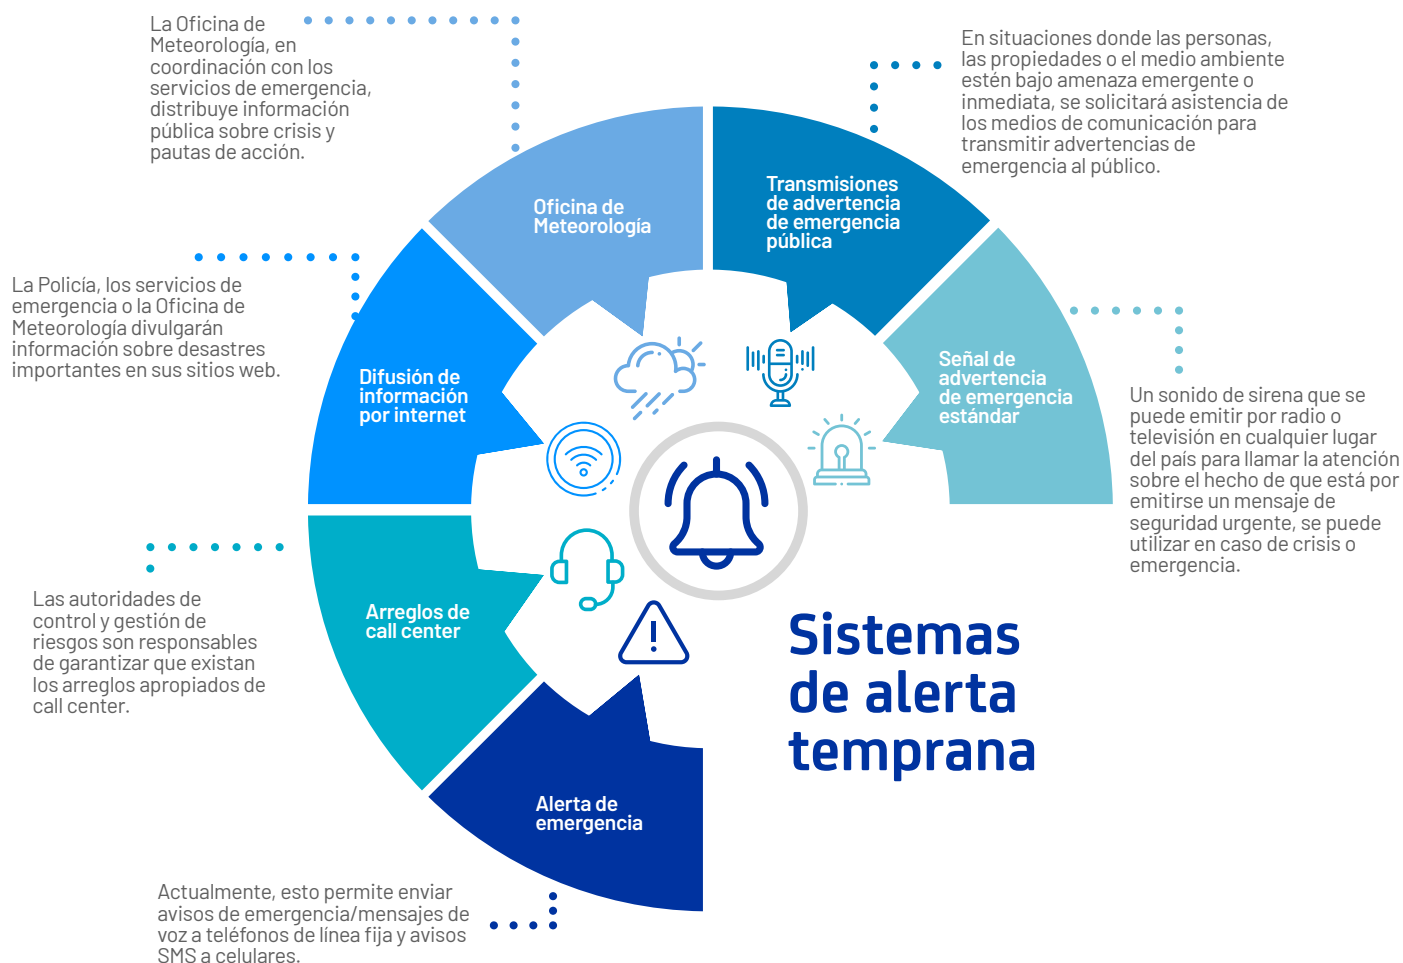 La Oficina de
Meteorología, en
coordinación con los
servicios de emergencia,
distribuye información
pública sobre crisis y
pautas de acción.
En situaciones donde las personas,
las propiedades o el medio ambiente
estén bajo amenaza emergente o
inmediata, se solicitará asistencia de
los medios de comunicación para
transmitir advertencias de
emergencia al público.
Oficina de
Meteorología
Transmisiones
de advertencia
de emergencia
pública
La Policía, los servicios de
emergencia o la Oficina de
Meteorología divulgarán
información sobre desastres
importantes en sus sitios web.
Difusión de
información
por internet
Señal de
advertencia
de emergencia
estándar
Un sonido de sirena que se
puede emitir por radio o
televisión en cualquier lugar
del país para llamar la atención
sobre el hecho de que está por
emitirse un mensaje de
seguridad urgente, se puede
utilizar en caso de crisis o
emergencia.
Las autoridades de
control y gestión de
riesgos son responsables
de garantizar que existan
los arreglos apropiados de
call center.
Arreglos de
call center
Sistemas
de alerta
temprana
Alerta de
emergencia
Actualmente, esto permite enviar
avisos de emergencia/mensajes de
voz a teléfonos de línea fija y avisos
SMS a celulares.